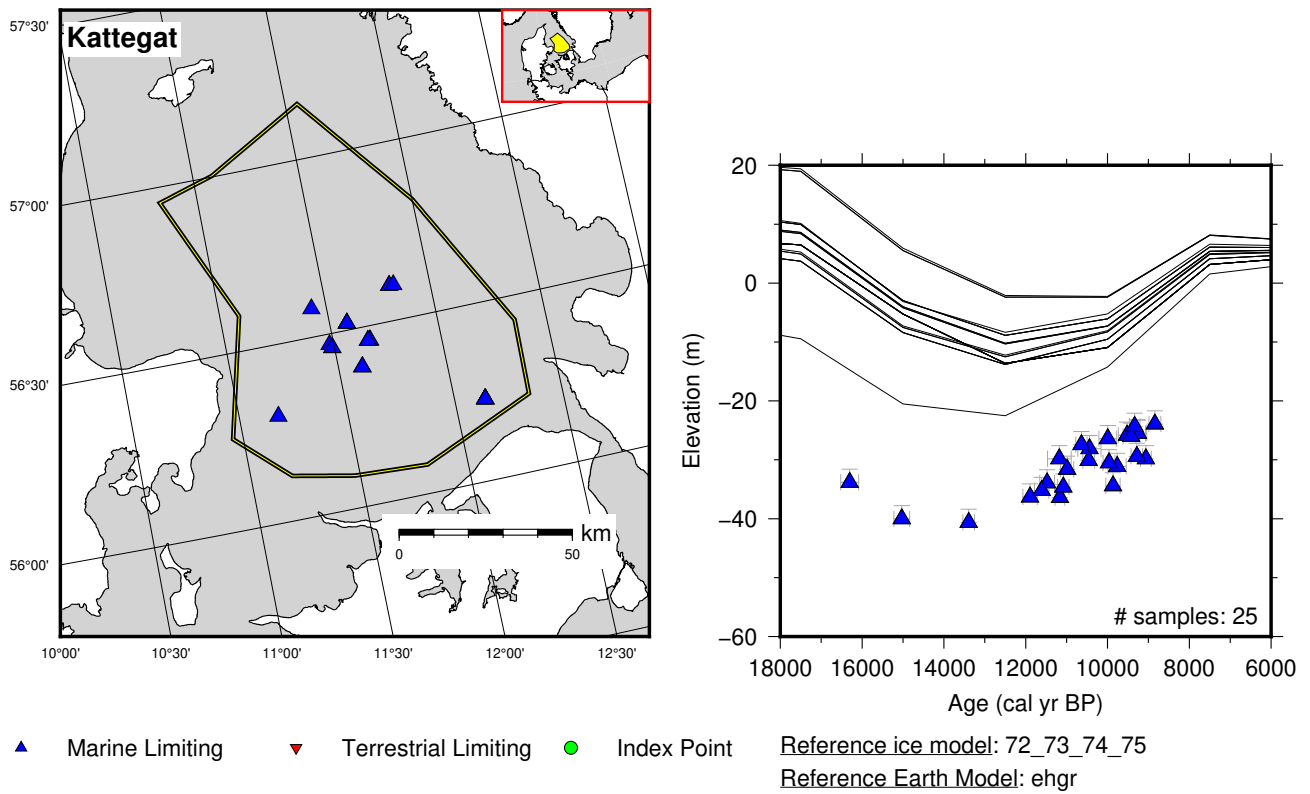 Kattegat
57°30'
57°00'
56°30'
56°00'
10°00'
10°30'
11°00'
11°30'
12°00'
12°30'
km
0
50
20
0
−20
−40
−60
Elevation (m)
# samples: 25
18000
16000
14000
12000
10000
8000
6000
Age (cal yr BP)
Marine Limiting
Terrestrial Limiting
Index Point
Reference ice model: 72_73_74_75
Reference Earth Model: ehgr